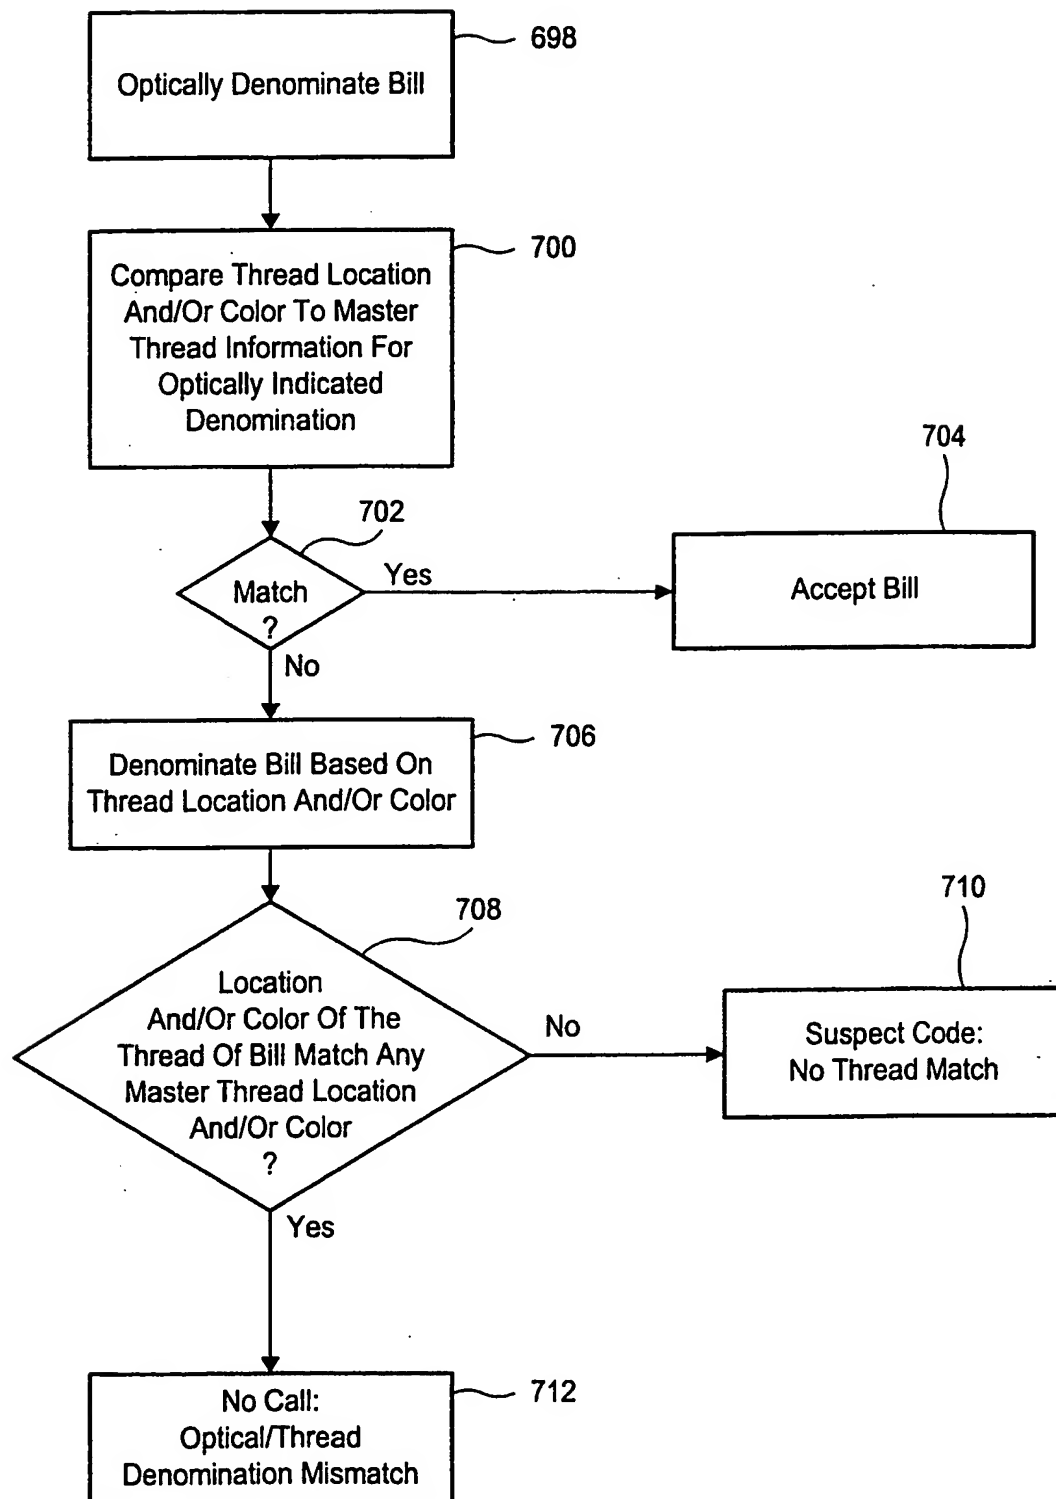 698
Optically Denominate Bill
700
Compare Thread Location
And/Or Color To Master
Thread Information For
Optically Indicated
Denomination
704
702
Match
?
Yes
Accept Bill
No
706
Denominate Bill Based On
Thread Location And/Or Color
710
708
Location
And/Or Color Of The
Thread Of Bill Match Any
Master Thread Location
And/Or Color
?
No
Suspect Code:
No Thread Match
Yes
712
No Call:
Optical/Thread
Denomination Mismatch